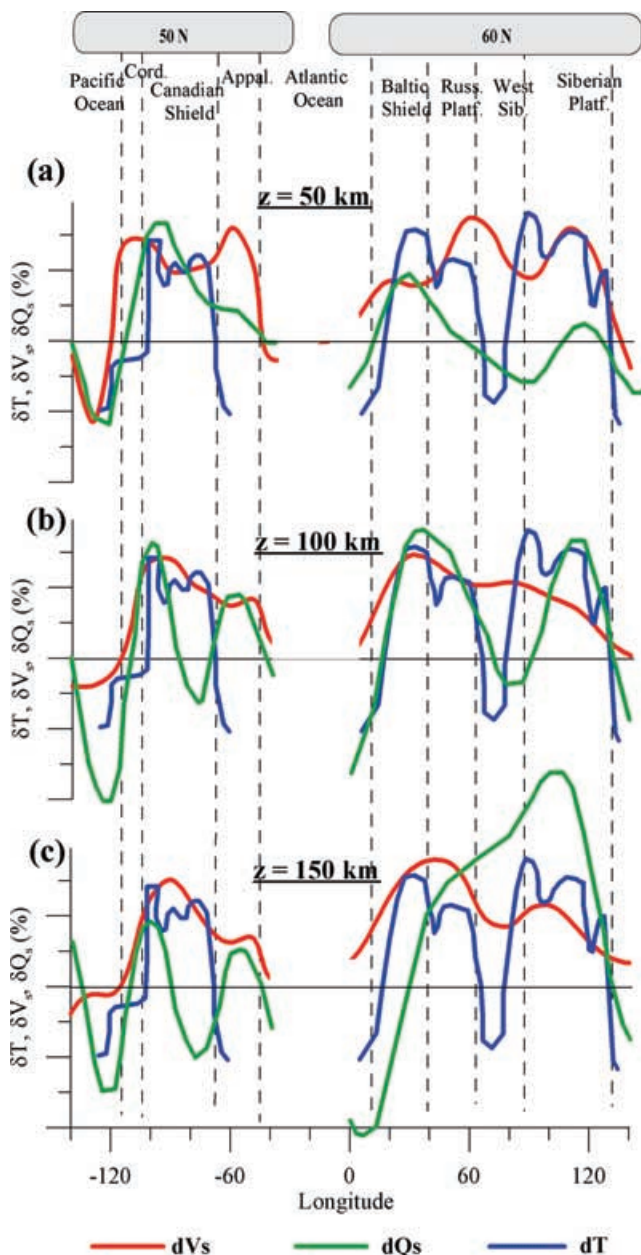 50 N
60 N
Pacific Ocean
Cord.
Canadian Shield
Appal.
Atlantic Ocean
Baltic Shield
Russ. Platf.
West Sib.
Siberian Platf.
(a)
z = 50 km
δT, δVs, δQs (%)
(b)
z = 100 km
δT, δVs, δQs (%)
(c)
z = 150 km
δT, δVs, δQs (%)
-120 -60 0 60 120
Longitude
dVs dQs dT